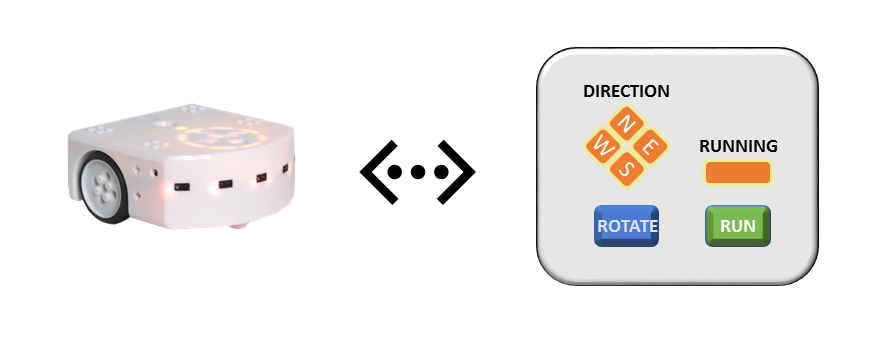 DIRECTION
N
W E
S
RUNNING
ROTATE
RUN